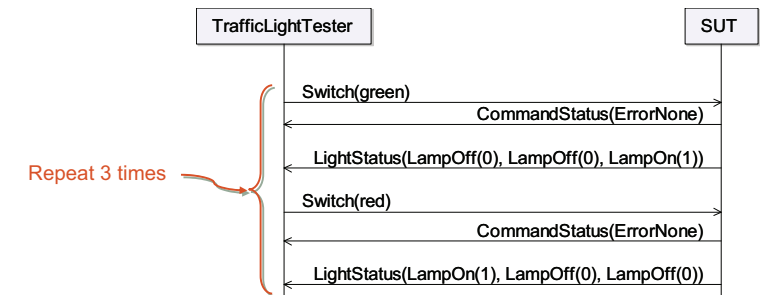 TrafficLightTester
SUT
Switch(green)
CommandStatus(ErrorNone)
LightStatus(LampOff(0), LampOff(0), LampOn(1))
Repeat 3 times
Switch(red)
CommandStatus(ErrorNone)
LightStatus(LampOn(1), LampOff(0), LampOff(0))